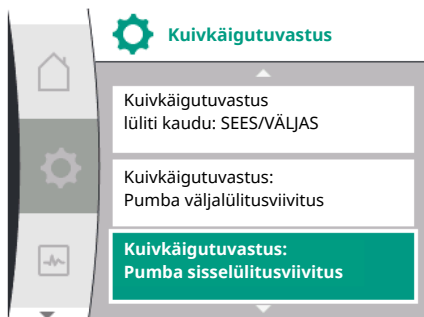 Kuivkäigutuvastus
Kuivkäigutuvastus
lüliti kaudu: SEES/VÄLJAS
Kuivkäigutuvastus:
Pumba väljalülitusviivitus
Kuivkäigutuvastus:
Pumba sisselülitusviivitus